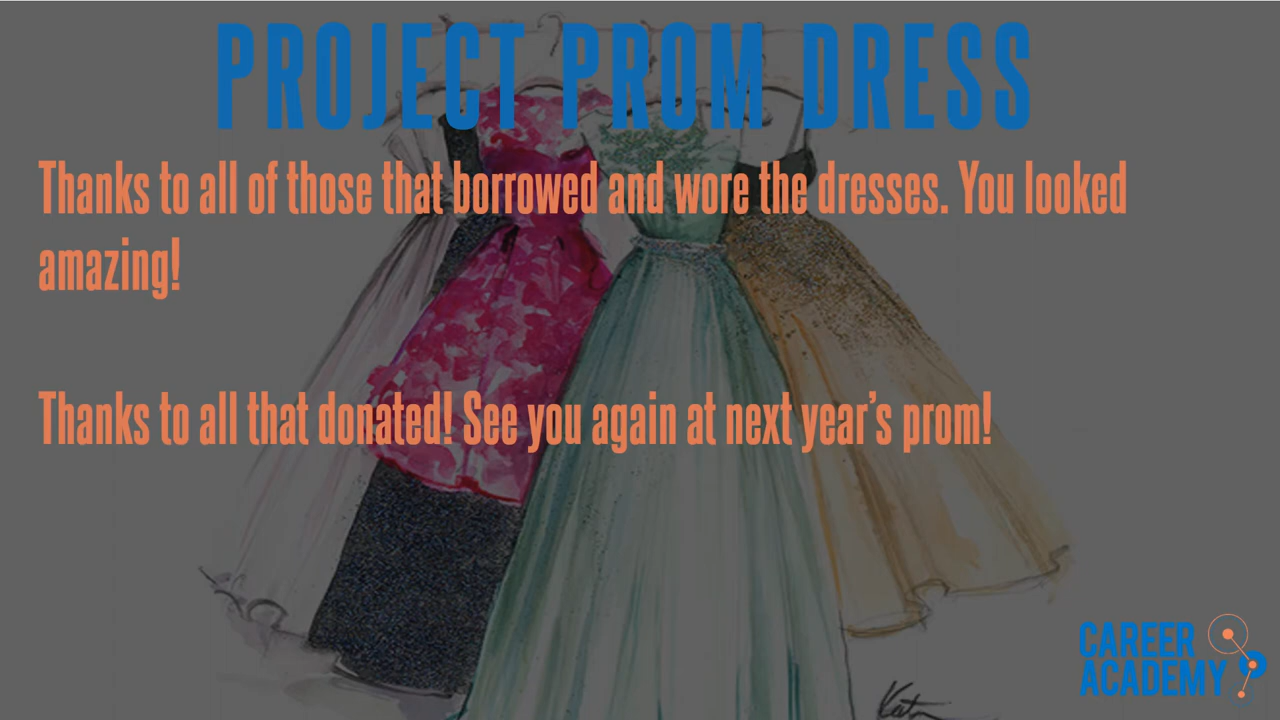 PROJECT PROM DRESS
Thanks to all of those that borrowed and wore the dresses. You looked
amazing!
Thanks to all that donated! See you again at next year’s prom!
CAREER
ACADEMY